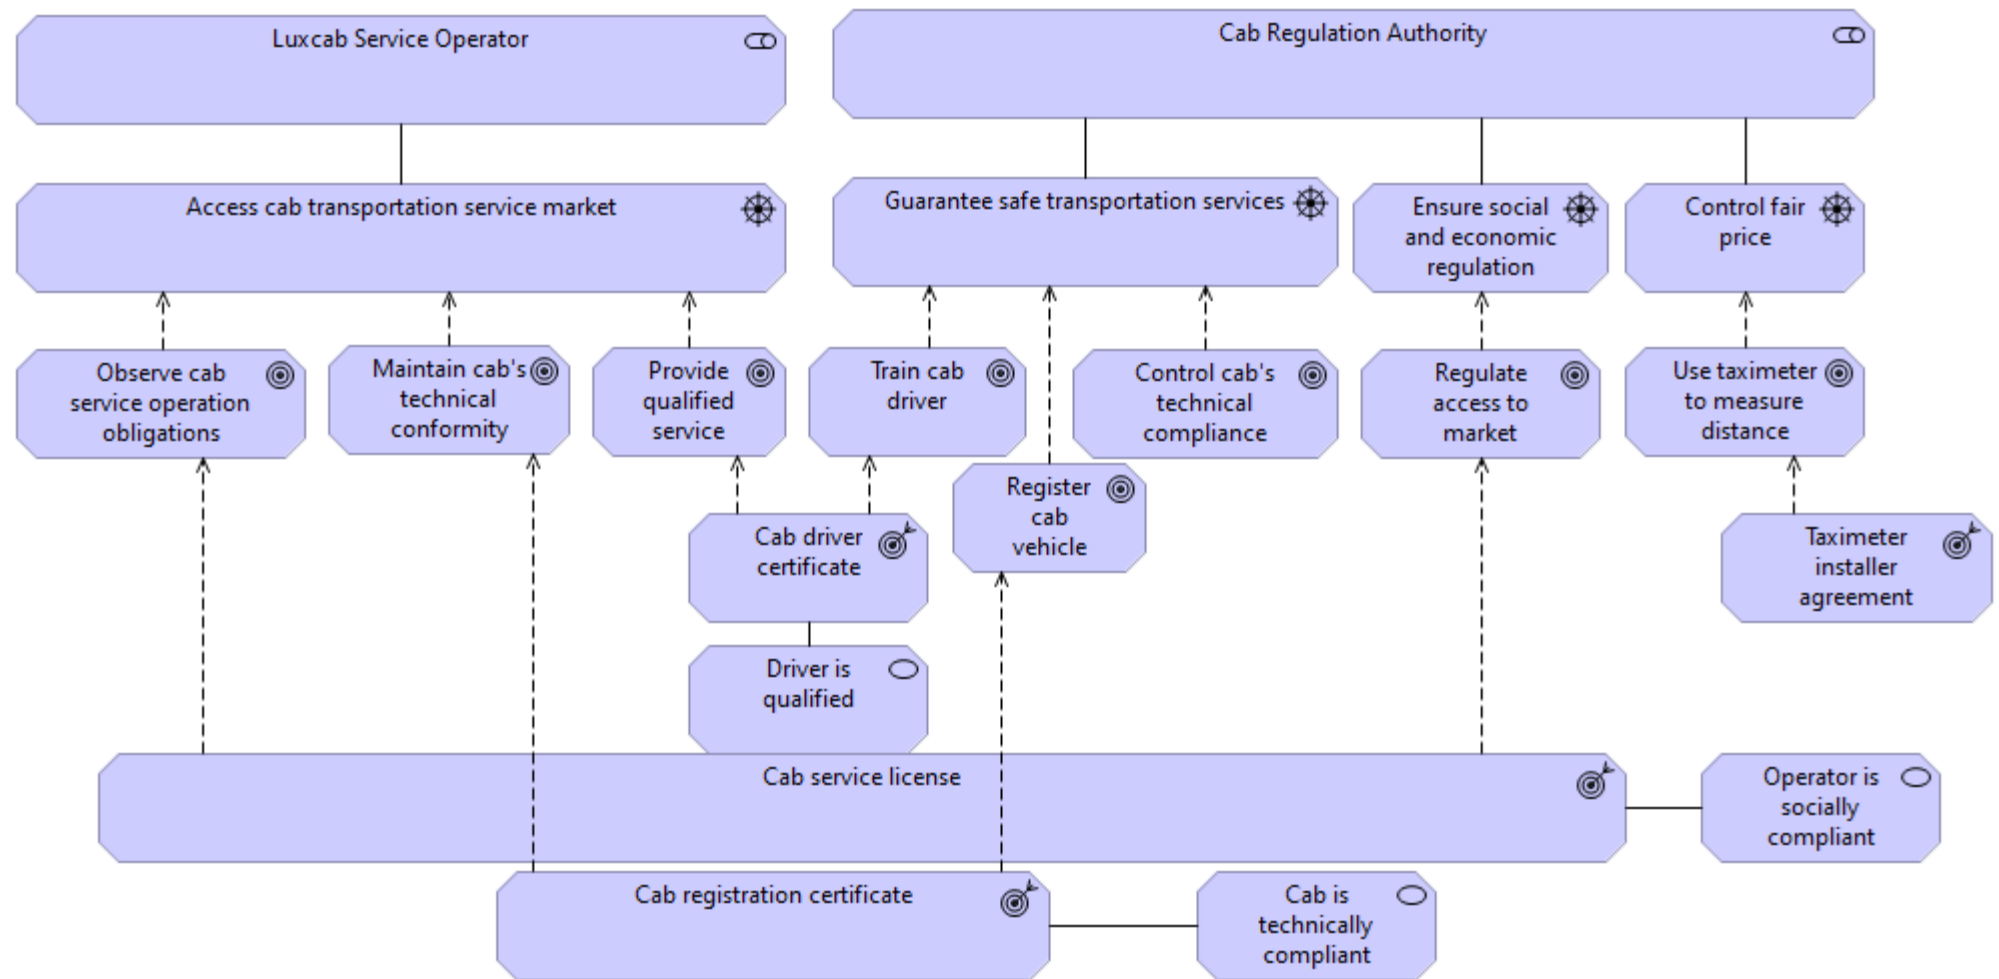 Luxcab Service Operator
Cab Regulation Authority
Access cab transportation service market
Guarantee safe transportation services
Ensure social
and economic
regulation
Control fair
price
Observe cab
service operation
obligations
Maintain cab's
technical
conformity
Provide
qualified
service
Train cab
driver
Control cab's
technical
compliance
Regulate
access to
market
Use taximeter
to measure
distance
Register
cab
vehicle
Cab driver
certificate
Taximeter
installer
agreement
Driver is
qualified
Cab service license
Operator is
socially
compliant
Cab registration certificate
Cab is
technically
compliant